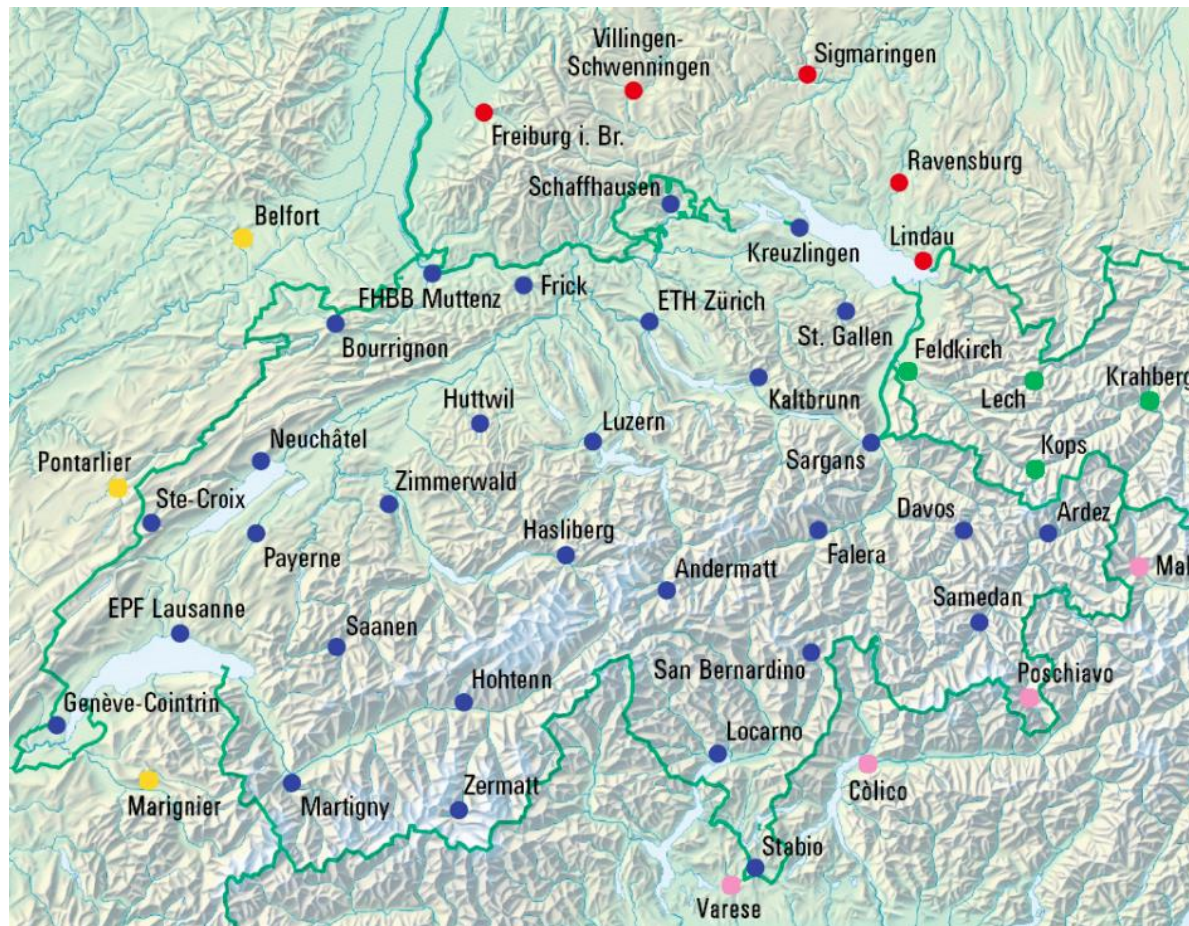 Villingen-
Schwenningen
Sigmaringen
Freiburg i. Br.
Ravensburg
Schaffhausen
Belfort
Lindau
Kreuzlingen
FHBB Muttenz
Frick
ETH Zürich
St. Gallen
Bourrignon
Feldkirch
Lech
Krahberg
Kaltbrunn
Huttwil
Luzern
Neuchâtel
Sargans
Kops
Pontarlier
Zimmerwald
Ste-Croix
Payerne
Hasliberg
Falera
Davos
Ardez
Andermatt
Mal
EPF Lausanne
Saanen
Samedan
San Bernardino
Poschiavo
Genève-Cointrin
Hohtenn
Locarno
Marignier
Martigny
Zermatt
Còlico
Stabio
Varese